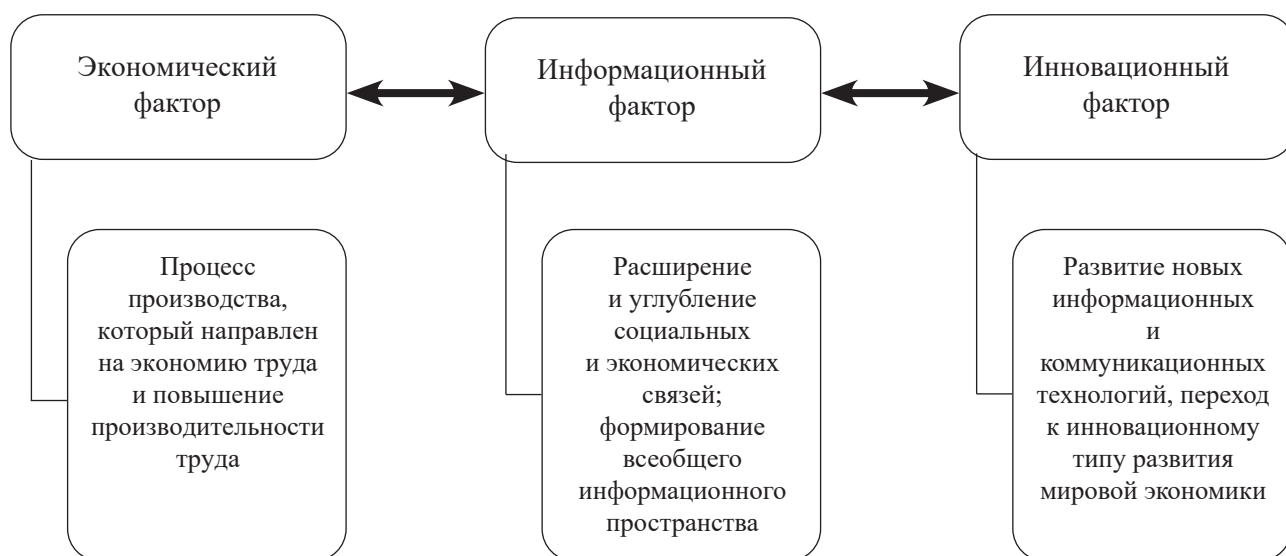 Экономический
фактор
Информационный
фактор
Инновационный
фактор
Процесс
производства,
который направлен
на экономию труда
и повышение
производительности
труда
Расширение
и углубление
социальных
и экономических
связей;
формирование
всеобщего
информационного
пространства
Развитие новых
информационных
и
коммуникационных
технологий, переход
к инновационному
типу развития
мировой экономики